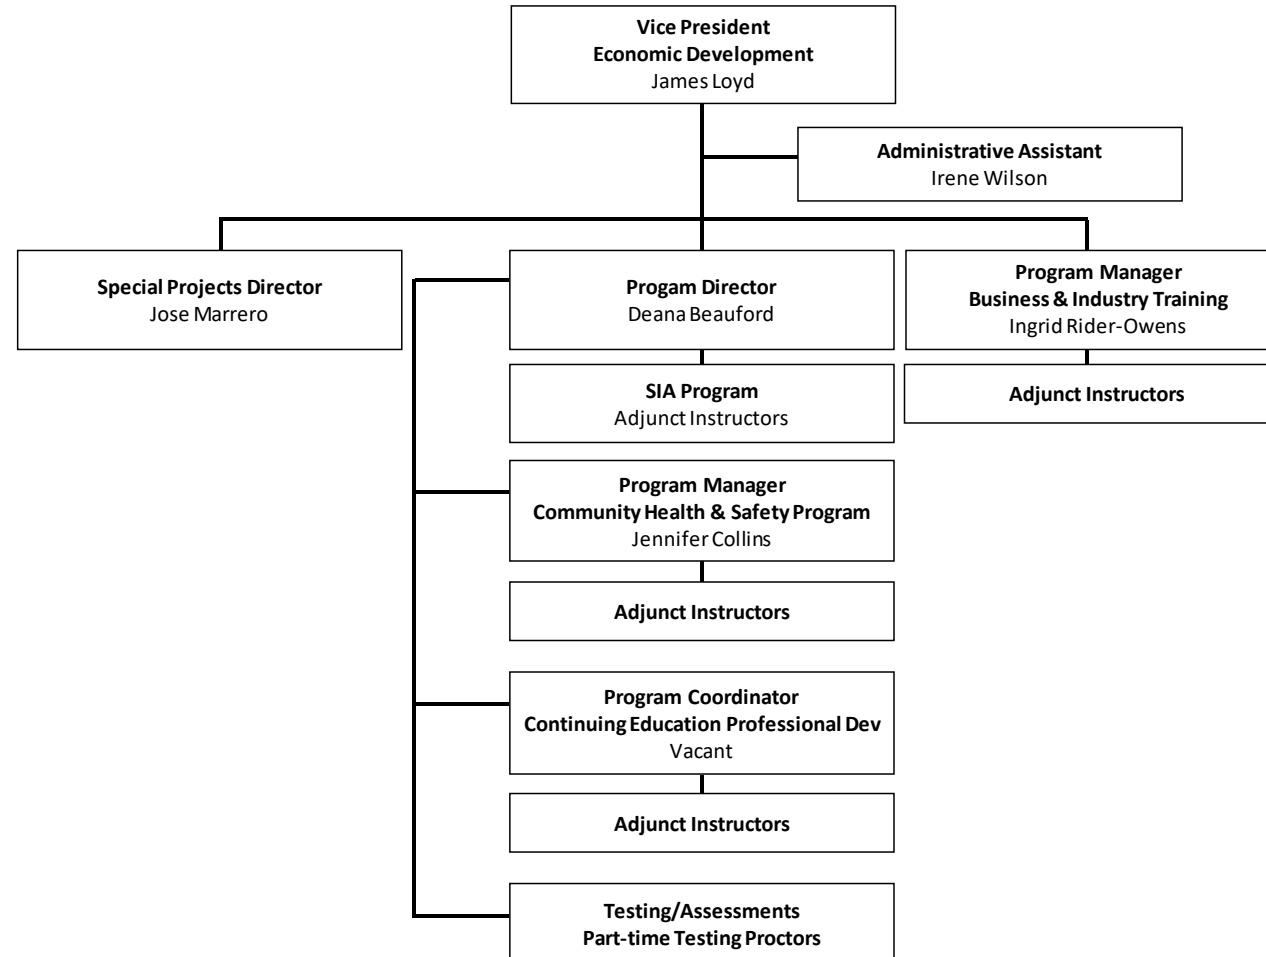 Vice President
Economic Development
James Loyd
Administrative Assistant
Irene Wilson
Special Projects Director
Jose Marrero
Progam Director
Deana Beauford
Program Manager
Business & Industry Training
Ingrid Rider-Owens
SIA Program
Adjunct Instructors
Adjunct Instructors
Program Manager
Community Health & Safety Program
Jennifer Collins
Adjunct Instructors
Program Coordinator
Continuing Education Professional Dev
Vacant
Adjunct Instructors
Testing/Assessments
Part-time Testing Proctors